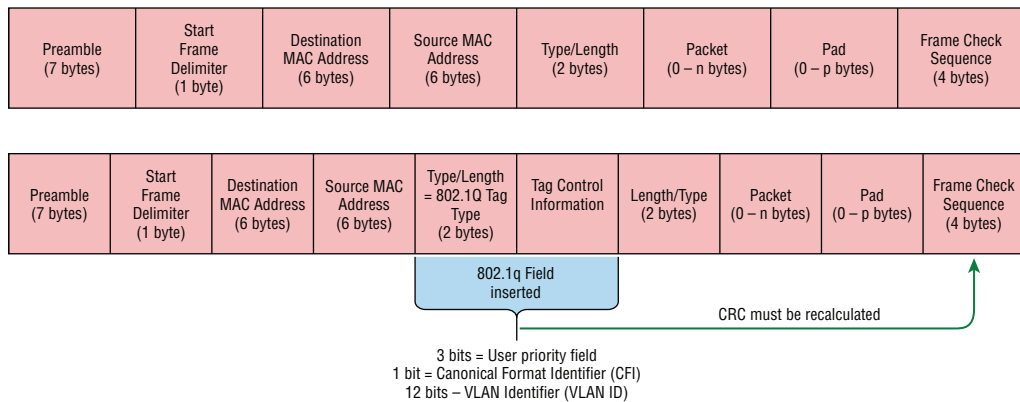 Preamble
(7 bytes)
Start
Frame
Delimiter
(1 byte)
Destination
MAC Address
(6 bytes)
Source MAC
Address
(6 bytes)
Type/Length
(2 bytes)
Packet
(0 – n bytes)
Pad
(0 – p bytes)
Frame Check
Sequence
(4 bytes)
Preamble
(7 bytes)
Start
Frame
Delimiter
(1 byte)
Destination
MAC Address
(6 bytes)
Source MAC
Address
(6 bytes)
Type/Length
= 802.1Q Tag
Type
(2 bytes)
Tag Control
Information
Length/Type
(2 bytes)
Packet
(0 – n bytes)
Pad
(0 – p bytes)
Frame Check
Sequence
(4 bytes)
802.1q Field
inserted
CRC must be recalculated
3 bits = User priority field
1 bit = Canonical Format Identifier (CFI)
12 bits – VLAN Identifier (VLAN ID)